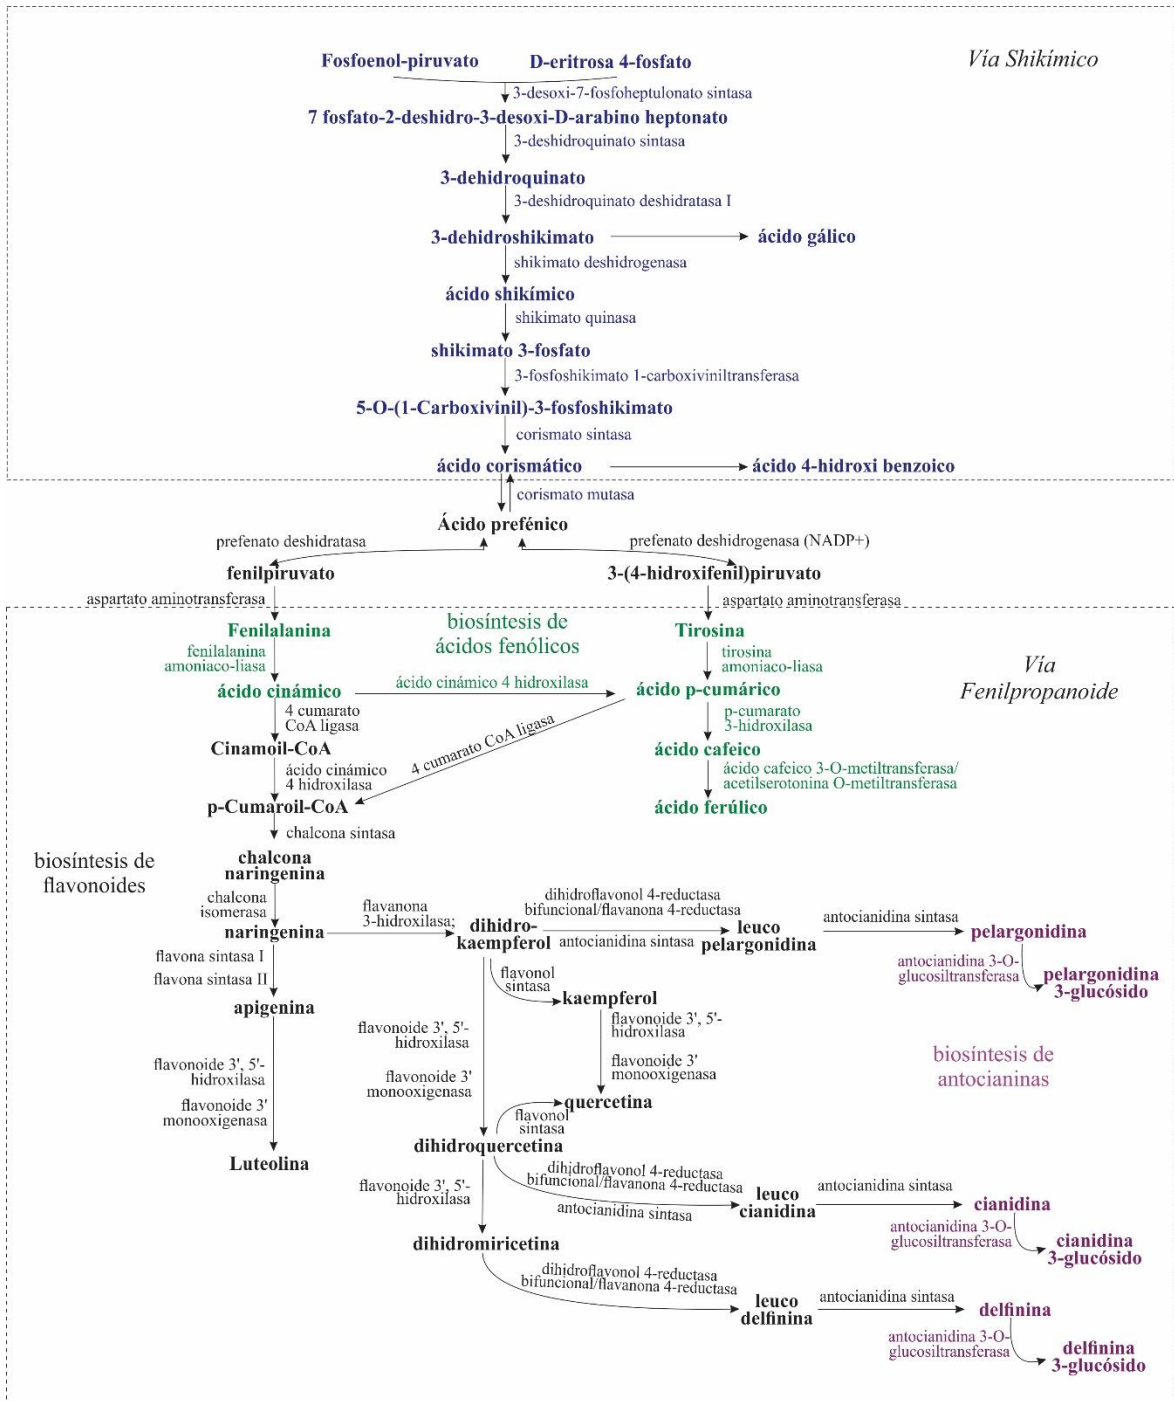 Fosfoenol-piruvato
D-eritrosa 4-fosfato
Vía Shikímico
3-desoxi-7-fosfoheptulonato sintasa
7 fosfato-2-deshidro-3-desoxi-D-arabino heptonato
3-deshidroquinato sintasa
3-dehidroquinato
3-deshidroquinato deshidratasa I
3-dehidroshikimato
ácido gálico
shikimato deshidrogenasa
ácido shikímico
shikimato quinasa
shikimato 3-fosfato
3-fosfoshikimato 1-carboxiviniltransferasa
5-O-(1-Carboxivinil)-3-fosfoshikimato
corismato sintasa
ácido corismático
ácido 4-hidroxi benzoico
corismato mutasa
Ácido prefénico
prefenato deshidratasa
prefenato deshidrogenasa (NADP+)
fenilpiruvato
3-(4-hidroxifenil)piruvato
aspartato aminotransferasa
aspartato aminotransferasa
biosíntesis de
ácidos fenólicos
Fenilalanina
Tirosina
fenilalanina
amoniaco-liasa
tirosina
amoniaco-liasa
Vía
Fenilpropanoide
ácido cinámico
ácido cinámico 4 hidroxilasa
ácido p-cumárico
4 cumarato
CoA ligasa
p-cumarato
3-hidroxilasa
Cinamoil-CoA
4 cumarato CoA ligasa
ácido cafeico
ácido cinámico
4 hidroxilasa
ácido cafeico 3-O-metiltransferasa/
acetilserotonina O-metiltransferasa
p-Cumaroil-CoA
ácido ferúlico
chalcona sintasa
biosíntesis de
flavonoides
chalcona
naringenina
chalcona
isomerasa
naringenina
flavanona
3-hidroxilasa;
dihidro-
kaempferol
dihidroflavonol 4-reductasa
bifuncional/flavanona 4-reductasa
antocianidina sintasa
leuco
pelargonidina
antocianidina sintasa
pelargonidina
antocianidina 3-O-
glucosiltransferasa
pelargonidina
3-glucósido
flavona sintasa I
flavona sintasa II
apigenina
flavonol
sintasa
kaempferol
flavonoide 3', 5'-
hidroxilasa
flavonoide 3'
monooxigenasa
flavonoide 3', 5'-
hidroxilasa
flavonoide 3'
monooxigenasa
biosíntesis de
antocianinas
flavonoide 3', 5'-
hidroxilasa
flavonoide 3'
monooxigenasa
Luteolina
quercetina
flavonol
sintasa
dihidroquercetina
flavonoide 3', 5'-
hidroxilasa
dihidroflavonol 4-reductasa
bifuncional/flavanona 4-reductasa
antocianidina sintasa
leuco
cianidina
antocianidina sintasa
cianidina
antocianidina 3-O-
glucosiltransferasa
cianidina
3-glucósido
dihidromiricetina
dihidroflavonol 4-reductasa
bifuncional/flavanona 4-reductasa
leuco
delfinina
antocianidina sintasa
delfinina
antocianidina 3-O-
glucosiltransferasa
delfinina
3-glucósido